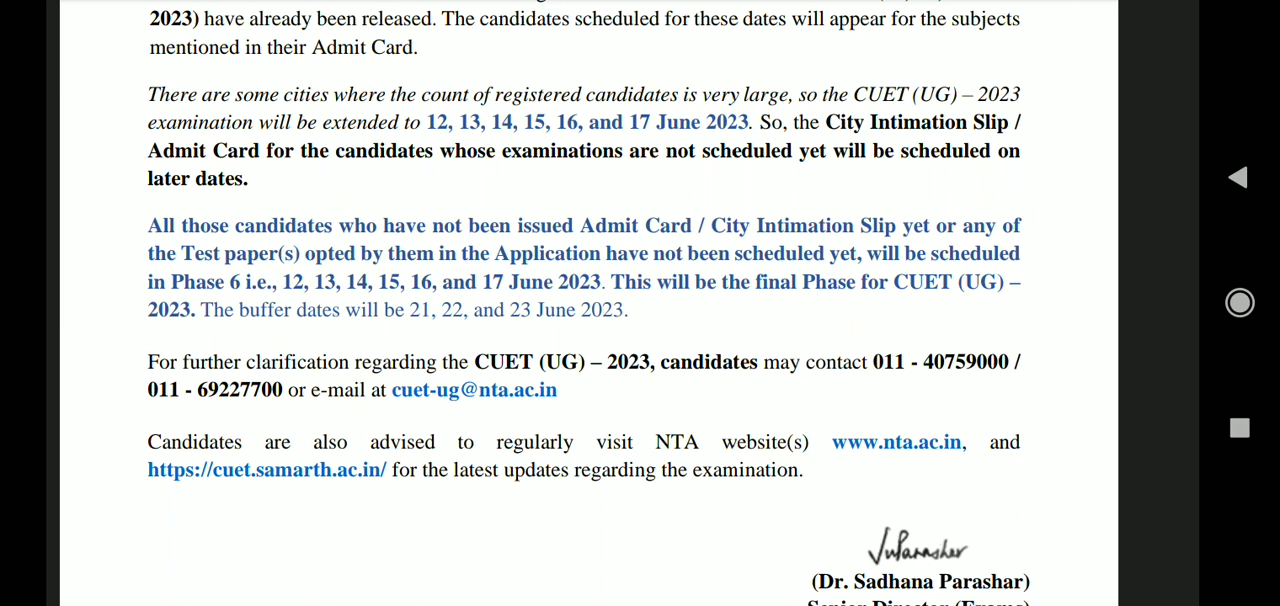 2023) have already been released. The candidates scheduled for these dates will appear for the subjects
mentioned in their Admit Card.
There are some cities where the count of registered candidates is very large, so the CUET (UG) – 2023
examination will be extended to 12, 13, 14, 15, 16, and 17 June 2023. So, the City Intimation Slip /
Admit Card for the candidates whose examinations are not scheduled yet will be scheduled on
later dates.
All those candidates who have not been issued Admit Card / City Intimation Slip yet or any of
the Test paper(s) opted by them in the Application have not been scheduled yet, will be scheduled
in Phase 6 i.e., 12, 13, 14, 15, 16, and 17 June 2023. This will be the final Phase for CUET (UG) –
2023. The buffer dates will be 21, 22, and 23 June 2023.
For further clarification regarding the CUET (UG) – 2023, candidates may contact 011 - 40759000 /
011 - 69227700 or e-mail at cuet-ug@nta.ac.in
Candidates are also advised to regularly visit NTA website(s) www.nta.ac.in, and
https://cuet.samarth.ac.in/ for the latest updates regarding the examination.
(Dr. Sadhana Parashar)
Senior Director (Exams)